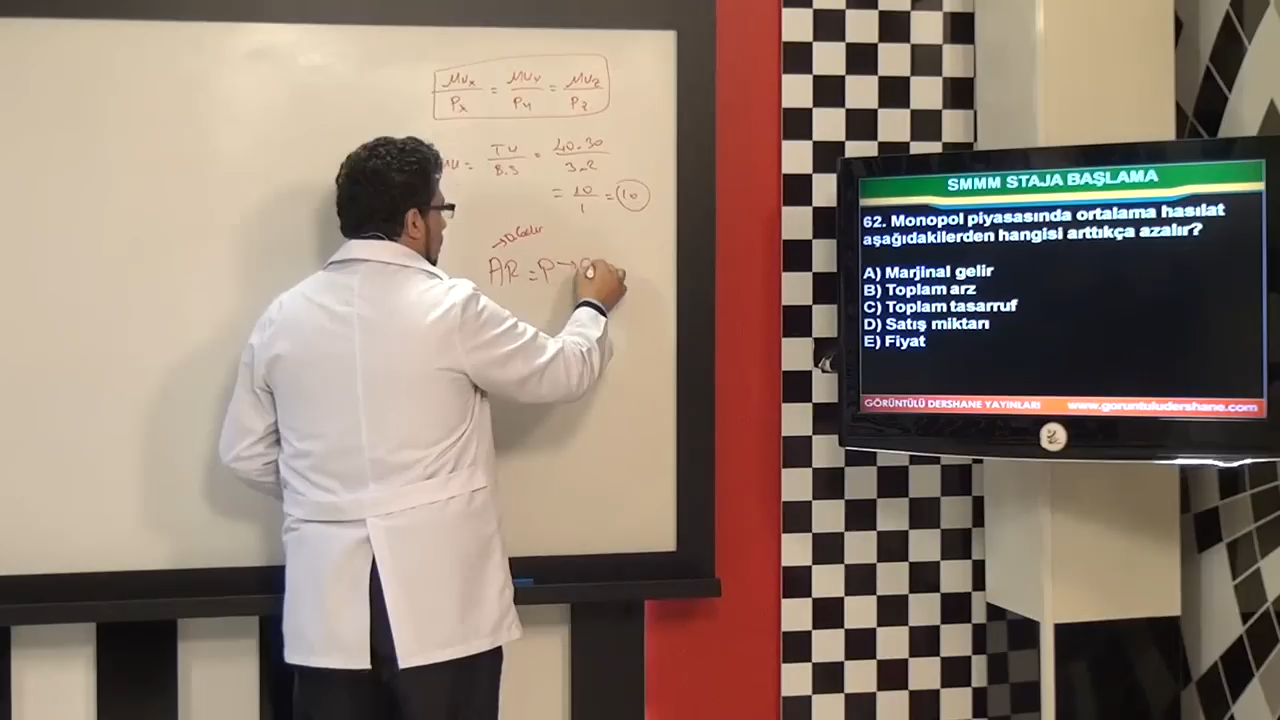 MUx/Px = MUy/Py = MUz/Pz
MU = TU/B.S = 40-30/3-2
= 10/1 = 10
→ O.Gelir
AR = P →
SMMM STAJA BAŞLAMA
62. Monopol piyasasında ortalama hasılat
aşağıdakilerden hangisi arttıkça azalır?
A) Marjinal gelir
B) Toplam arz
C) Toplam tasarruf
D) Satış miktarı
E) Fiyat
GÖRÜNTÜLÜ DERSHANE YAYINLARI www.goruntuludershane.com